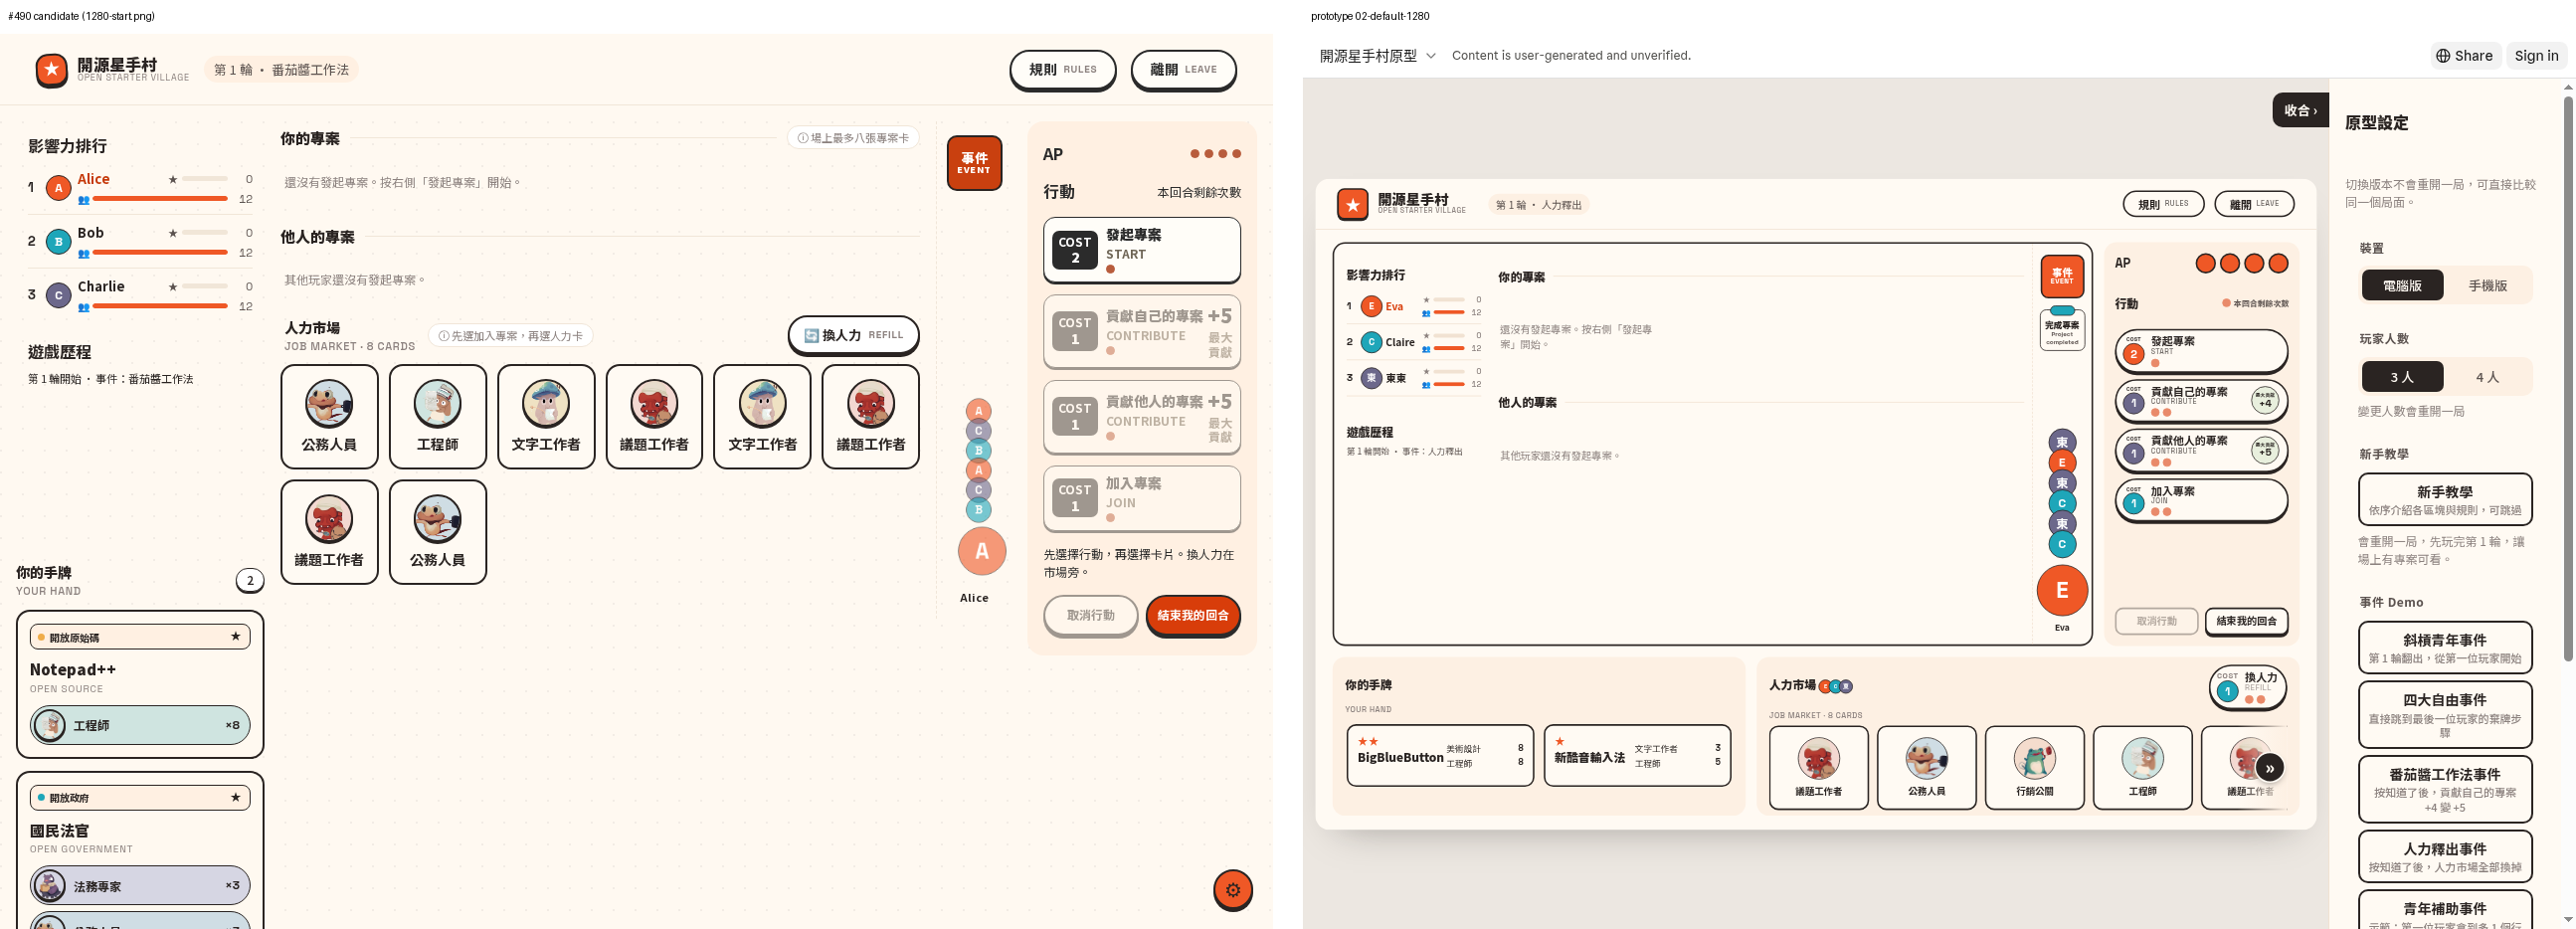 #490 candidate (1280-start.png)
開源星手村
OPEN STARTER VILLAGE
第 1 輪 · 番茄醬工作法
規則 RULES
離開 LEAVE
影響力排行
1 A Alice ★ 0
12
2 B Bob ★ 0
12
3 C Charlie ★ 0
12
遊戲歷程
第 1 輪開始 · 事件：番茄醬工作法
你的手牌
YOUR HAND
2
開放原始碼 ★
Notepad++
OPEN SOURCE
工程師 ×8
開放政府 ★
國民法官
OPEN GOVERNMENT
法務專家 ×3
你的專案
ⓘ 場上最多八張專案卡
還沒有發起專案。按右側「發起專案」開始。
他人的專案
其他玩家還沒有發起專案。
人力市場
JOB MARKET · 8 CARDS
ⓘ 先選加入專案，再選人力卡
換人力 REFILL
公務人員
工程師
文字工作者
議題工作者
文字工作者
議題工作者
議題工作者
公務人員
事件
EVENT
A
C
B
A
C
B
A
Alice
AP
行動 本回合剩餘次數
COST
2
發起專案
START
COST
1
貢獻自己的專案
CONTRIBUTE
+5
最大
貢獻
COST
1
貢獻他人的專案
CONTRIBUTE
+5
最大
貢獻
COST
1
加入專案
JOIN
先選擇行動，再選擇卡片。換人力在
市場旁。
取消行動
結束我的回合
prototype 02-default-1280
開源星手村原型
Content is user-generated and unverified.
Share
Sign in
收合 ›
開源星手村
OPEN STARTER VILLAGE
第 1 輪 · 人力釋出
規則 RULES
離開 LEAVE
影響力排行
1 E Eva ★ 0
12
2 C Claire ★ 0
12
3 東 東東 ★ 0
12
遊戲歷程
第 1 輪開始 · 事件：人力釋出
你的專案
還沒有發起專案。按右側「發起專
案」開始。
他人的專案
其他玩家還沒有發起專案。
事件
EVENT
完成專案
Project
completed
東
E
東
C
東
C
E
Eva
AP
行動
本回合剩餘次數
COST
2
發起專案
START
COST
1
貢獻自己的專案
CONTRIBUTE
最大貢獻
+4
COST
1
貢獻他人的專案
CONTRIBUTE
最大貢獻
+5
COST
1
加入專案
JOIN
取消行動
結束我的回合
你的手牌
YOUR HAND
★★
BigBlueButton
美術設計 8
工程師 8
★
新酷音輸入法
文字工作者 3
工程師 5
人力市場 E C 東
JOB MARKET · 8 CARDS
COST
1
換人力
REFILL
議題工作者
公務人員
行銷公關
工程師
議題工作者
»
原型設定
切換版本不會重開一局，可直接比較
同一個局面。
裝置
電腦版
手機版
玩家人數
3 人
4 人
變更人數會重開一局
新手教學
新手教學
依序介紹各區塊與規則，可跳過
會重開一局，先玩完第 1 輪，讓
場上有專案可看。
事件 Demo
斜槓青年事件
第 1 輪翻出，從第一位玩家開始
四大自由事件
直接跳到最後一位玩家的棄牌步
驟
番茄醬工作法事件
按知道了後，貢獻自己的專案
+4 變 +5
人力釋出事件
按知道了後，人力市場全部換掉
青年補助事件